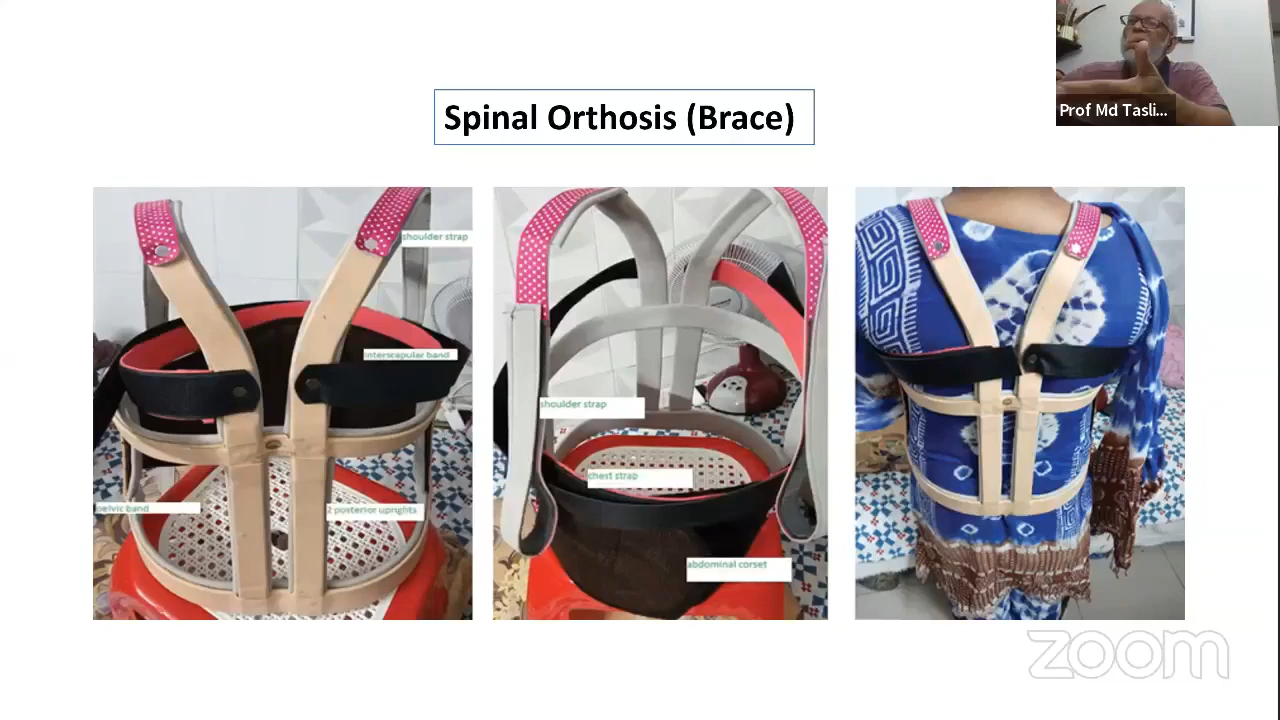 Prof Md Tasli...
Spinal Orthosis (Brace)
shoulder strap
interscapular band
pelvic band
2 posterior uprights
shoulder strap
chest strap
abdominal corset
zoom